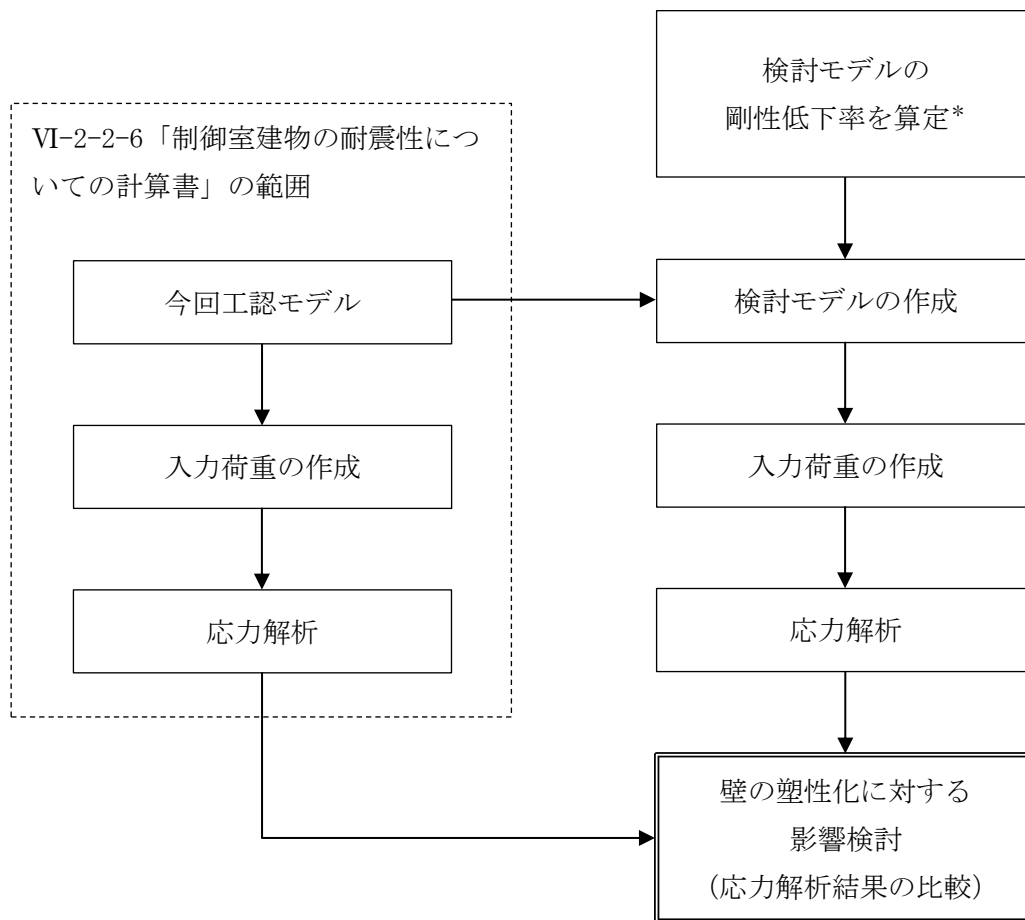 Ⅵ-2-2-6「制御室建物の耐震性につ
いての計算書」の範囲
今回工認モデル
入力荷重の作成
応力解析
検討モデルの
剛性低下率を算定*
検討モデルの作成
入力荷重の作成
応力解析
壁の塑性化に対する
影響検討
(応力解析結果の比較)